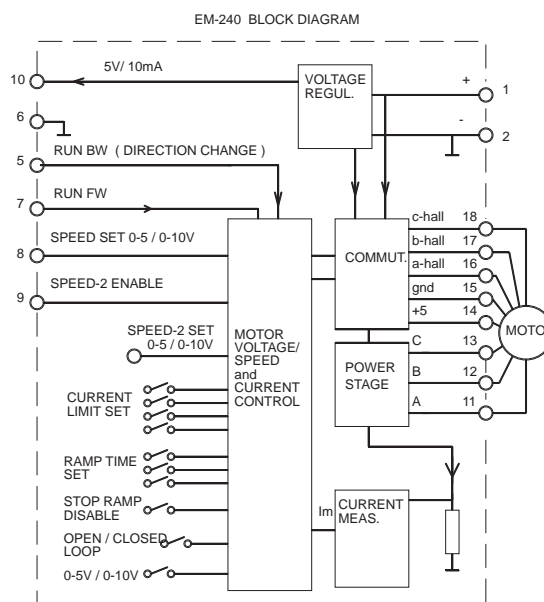 EM-240 BLOCK DIAGRAM
10
5V/ 10mA
VOLTAGE
REGUL.
+
1
6
-
2
5
RUN BW ( DIRECTION CHANGE )
7
RUN FW
8
SPEED SET 0-5 / 0-10V
9
SPEED-2 ENABLE
SPEED-2 SET
0-5 / 0-10V
MOTOR
VOLTAGE/
SPEED
and
CURRENT
CONTROL
COMMUT.
c-hall 18
b-hall 17
a-hall 16
gnd 15
+5 14
MOTO
POWER
STAGE
C 13
B 12
A 11
CURRENT
LIMIT SET
RAMP TIME
SET
STOP RAMP
DISABLE
OPEN / CLOSED
LOOP
0-5V / 0-10V
Im
CURRENT
MEAS.